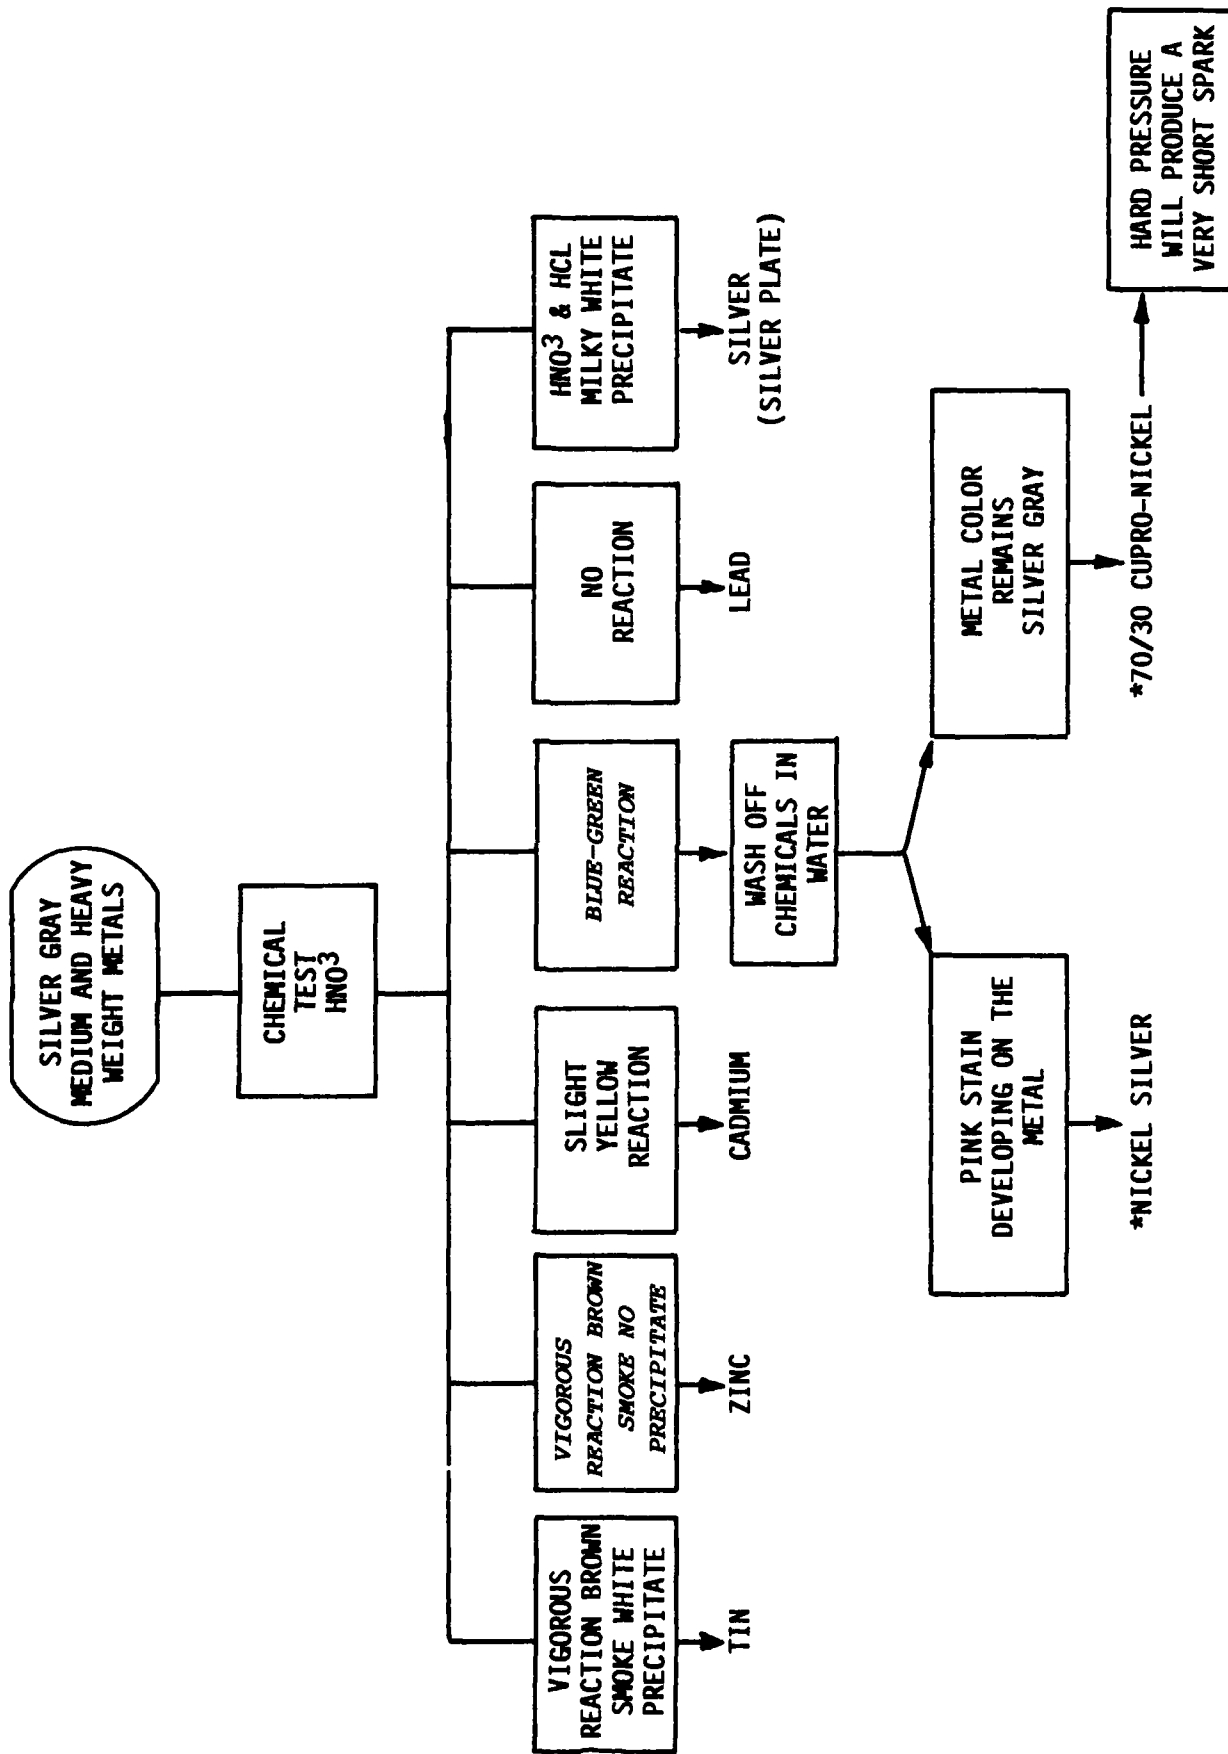 SILVER GRAY
MEDIUM AND HEAVY
WEIGHT METALS
CHEMICAL
TEST
HNO³
VIGOROUS
REACTION BROWN
SMOKE WHITE
PRECIPITATE
TIN
VIGOROUS
REACTION BROWN
SMOKE NO
PRECIPITATE
ZINC
SLIGHT
YELLOW
REACTION
CADMIUM
BLUE-GREEN
REACTION
WASH OFF
CHEMICALS IN
WATER
NO
REACTION
LEAD
HNO³ & HCL
MILKY WHITE
PRECIPITATE
SILVER
(SILVER PLATE)
PINK STAIN
DEVELOPING ON THE
METAL
*NICKEL SILVER
METAL COLOR
REMAINS
SILVER GRAY
*70/30 CUPRO-NICKEL
HARD PRESSURE
WILL PRODUCE A
VERY SHORT SPARK